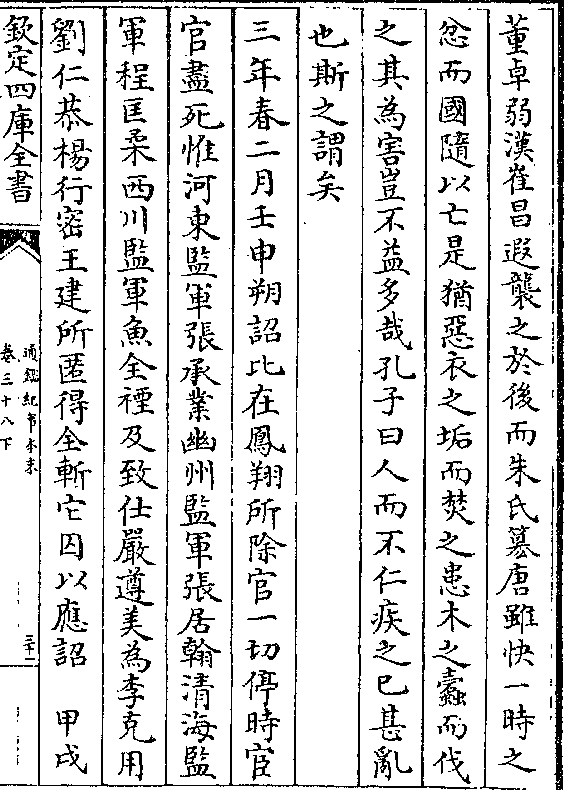 董卓弱漢崔昌遐襲之於後而朱氏簒唐雖快一時之
忿而國隨以亡是猶惡衣之垢而焚之患木之蠹而伐
之其為害豈不益多哉孔子曰人而不仁疾之已甚亂
也斯之謂矣
三年春二月壬申朔詔比在鳳翔所除官一切停時宦
官盡死惟河東監軍張承業幽州監軍張居翰清海監
軍程匡柔西川監軍魚全禋及致仕嚴遵美為李克用
劉仁恭楊行密王建所匿得全斬它囚以應詔　甲戌
欽定四庫全書
通鑑紀事本末
卷三十八下
三十二